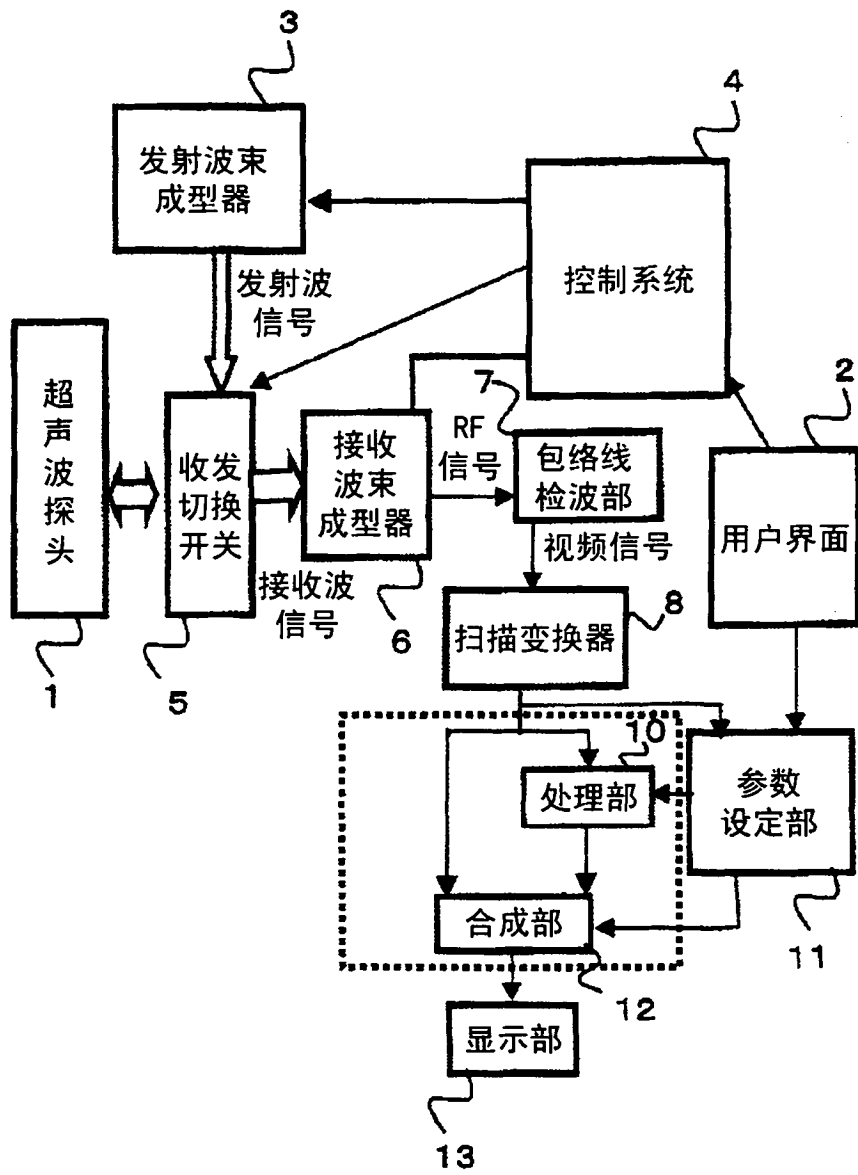 3
发射波束
成型器
4
控制系统
发射波
信号
超
声
波
探
头
1
收发
切换
开关
5
接收
波束
成型器
6
接收波
信号
RF
信号
7
包络线
检波部
视频信号
2
用户界面
8
扫描变换器
10
处理部
参数
设定部
11
合成部
12
显示部
13